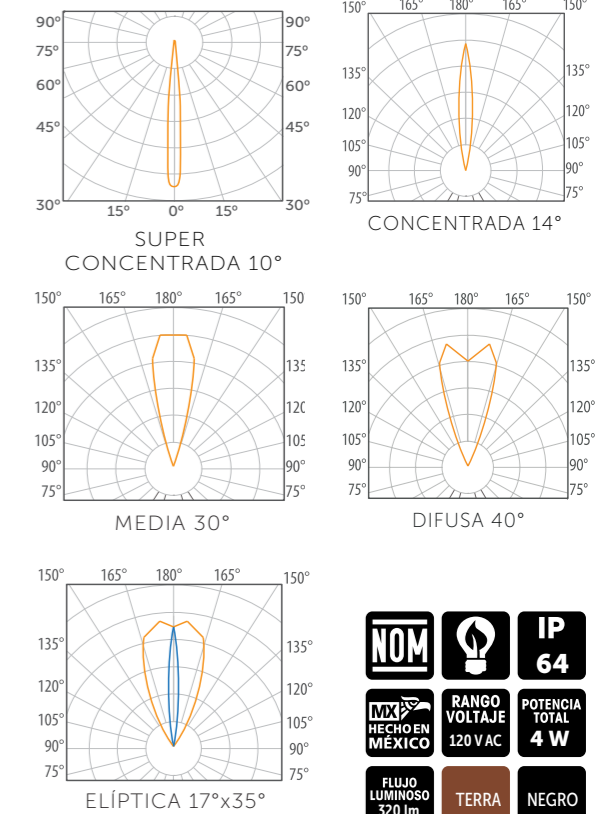 90° 90°
75° 75°
60° 60°
45° 45°
30° 15° 0° 15° 30°
SUPER
CONCENTRADA 10°
150° 165° 180° 165° 150°
135° 135°
120° 120°
105° 105°
90° 90°
75° 75°
CONCENTRADA 14°
150° 165° 180° 165° 150
135° 135
120° 120
105° 105
90° 90°
75° 75°
MEDIA 30°
150° 165° 180° 165° 150°
135° 135°
120° 120°
105° 105°
90° 90°
75° 75°
DIFUSA 40°
150° 165° 180° 165° 150°
135° 135°
120° 120°
105° 105°
90° 90°
75° 75°
ELÍPTICA 17°x35°
NOM
IP
64
MX
HECHO EN
MÉXICO
RANGO
VOLTAJE
120 V AC
POTENCIA
TOTAL
4 W
FLUJO
LUMINOSO
320 lm
TERRA
NEGRO